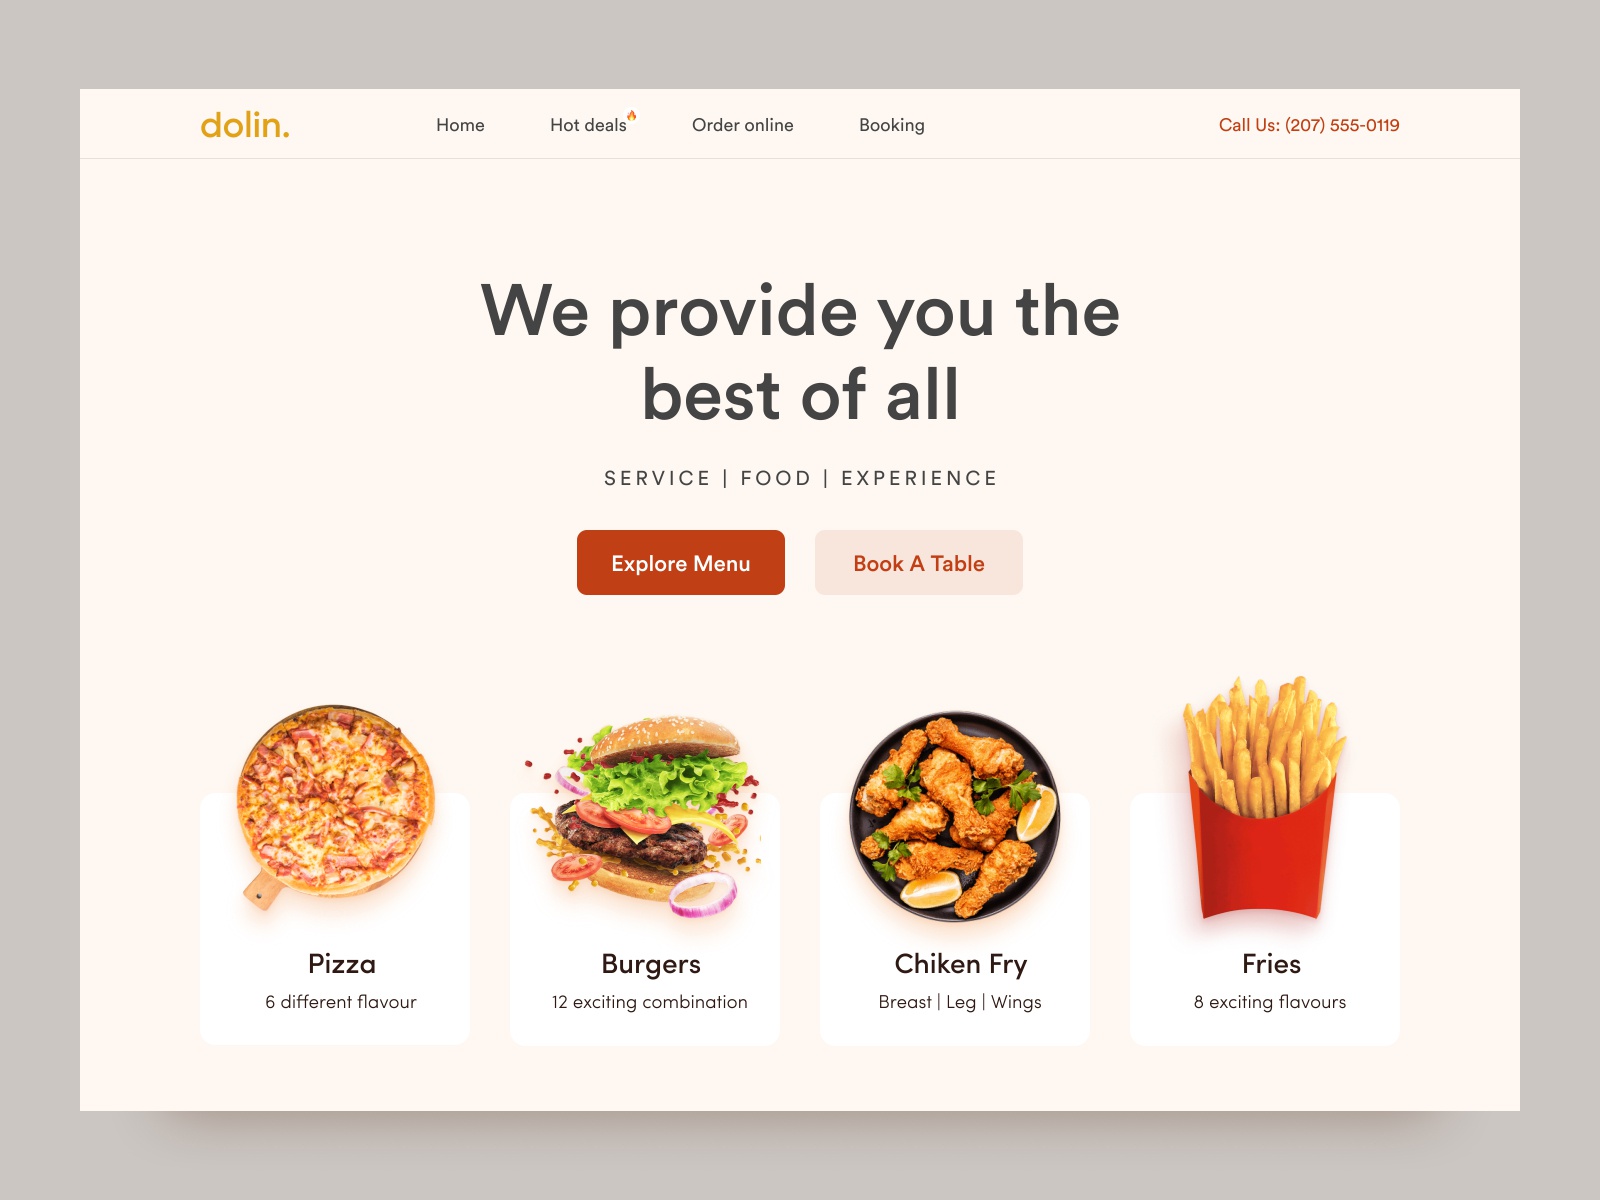 dolin.
Home
Hot deals
Order online
Booking
Call Us: (207) 555-0119
We provide you the
best of all
SERVICE | FOOD | EXPERIENCE
Explore Menu
Book A Table
Pizza
6 different flavour
Burgers
12 exciting combination
Chiken Fry
Breast | Leg | Wings
Fries
8 exciting flavours